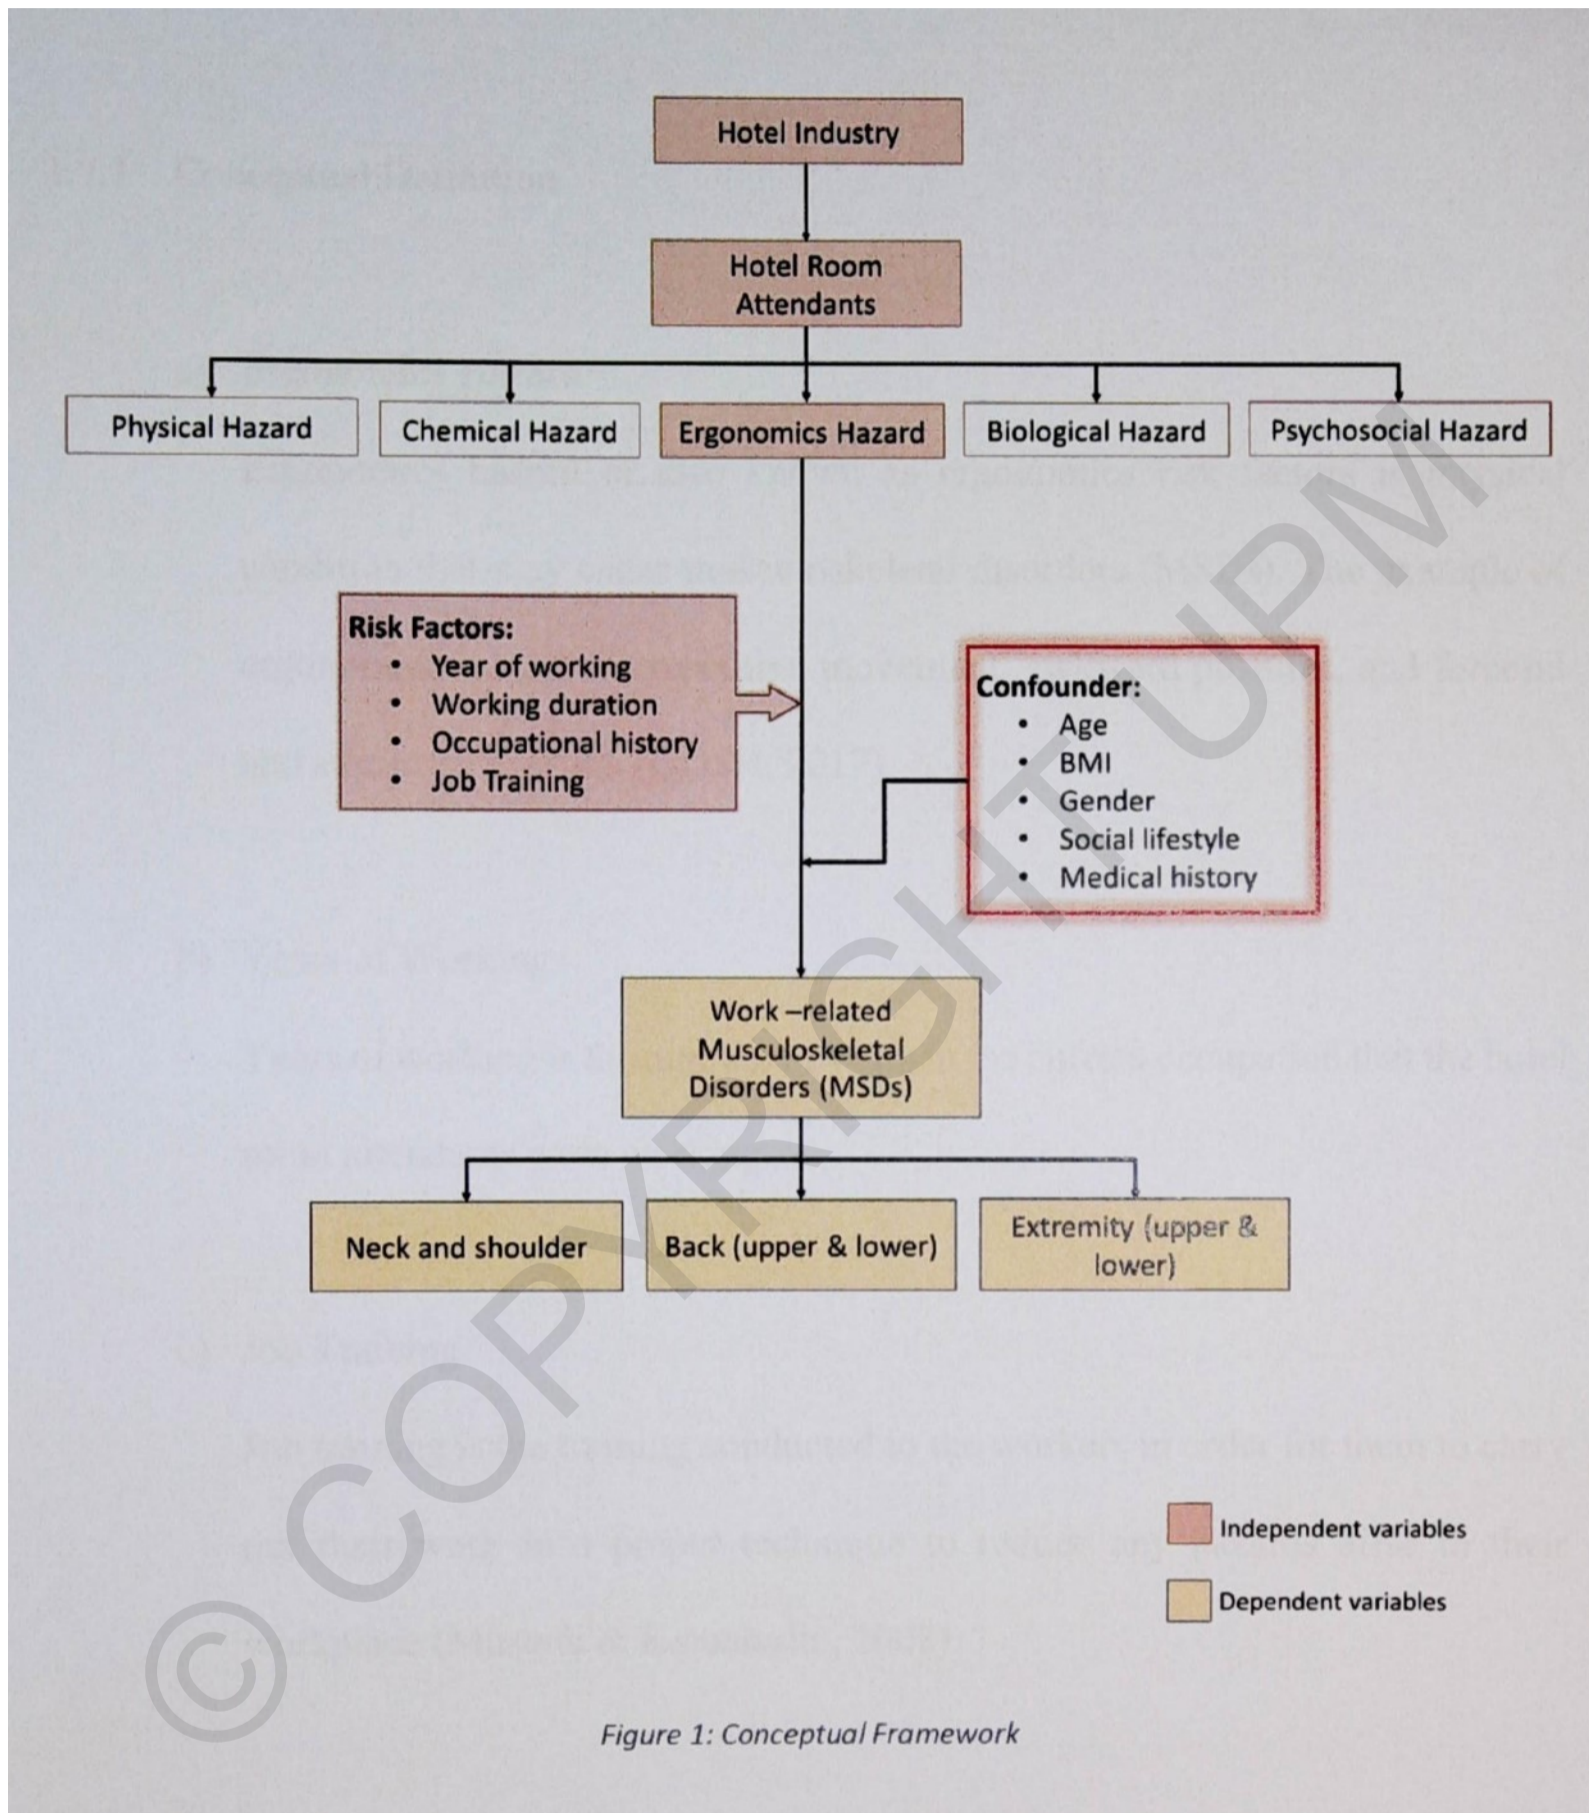 Hotel Industry
Hotel Room
Attendants
Physical Hazard
Chemical Hazard
Ergonomics Hazard
Biological Hazard
Psychosocial Hazard
Risk Factors:
• Year of working
• Working duration
• Occupational history
• Job Training
Confounder:
• Age
• BMI
• Gender
• Social lifestyle
• Medical history
Work –related
Musculoskeletal
Disorders (MSDs)
Neck and shoulder
Back (upper & lower)
Extremity (upper &
lower)
Independent variables
Dependent variables
Figure 1: Conceptual Framework
© COPYRIGHT UPM